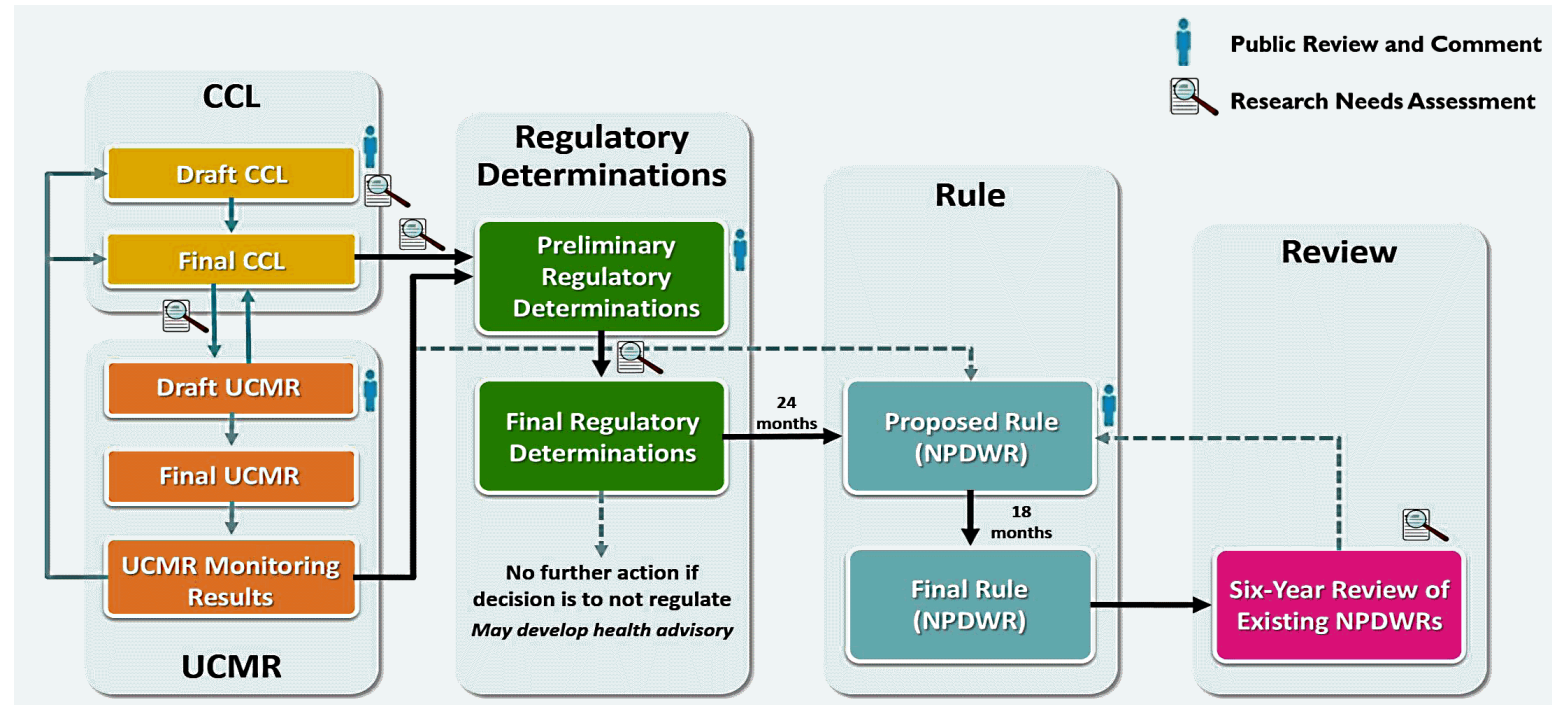 Public Review and Comment
Research Needs Assessment
CCL
Draft CCL
Final CCL
Draft UCMR
Final UCMR
UCMR Monitoring
Results
UCMR
Regulatory
Determinations
Preliminary
Regulatory
Determinations
Final Regulatory
Determinations
No further action if
decision is to not regulate
May develop health advisory
24
months
Rule
Proposed Rule
(NPDWR)
18
months
Final Rule
(NPDWR)
Review
Six-Year Review of
Existing NPDWRs